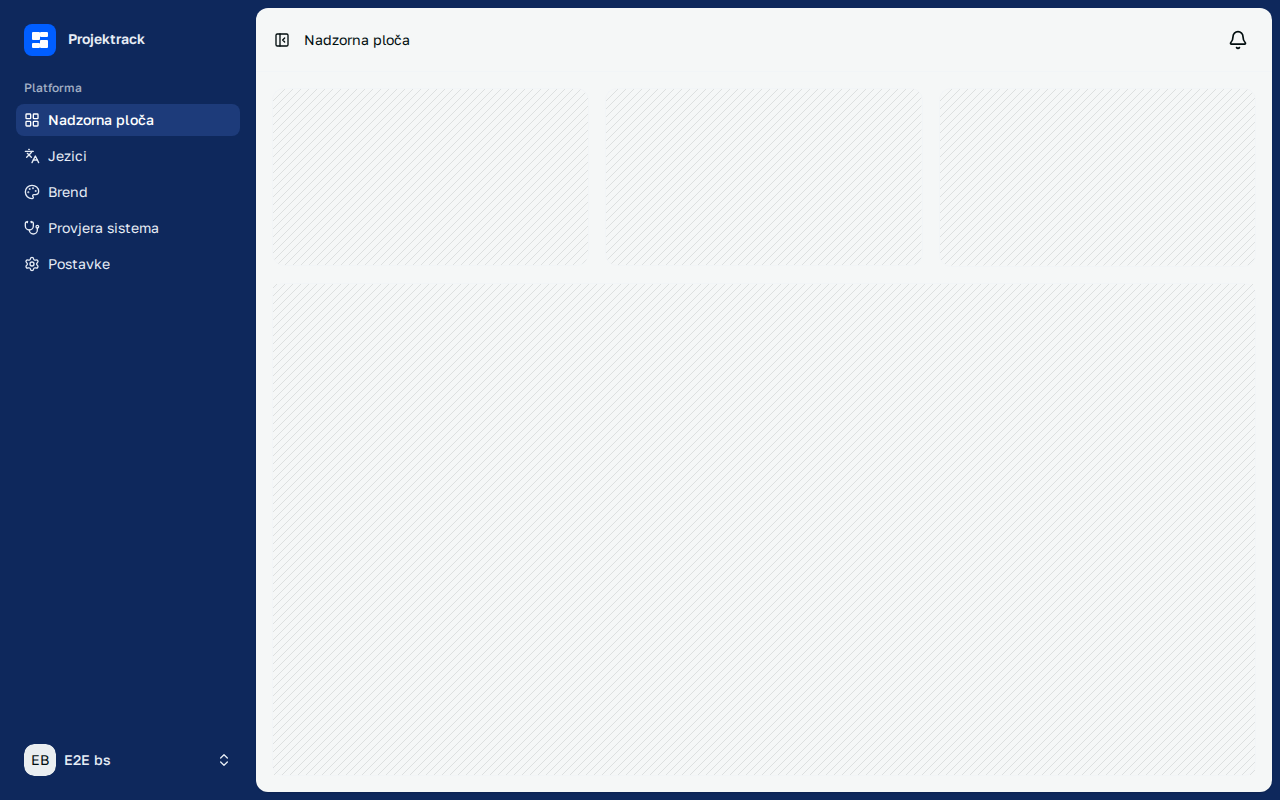 Projektrack
Nadzorna ploča
Platforma
Nadzorna ploča
Jezici
Brend
Provjera sistema
Postavke
EB
E2E bs